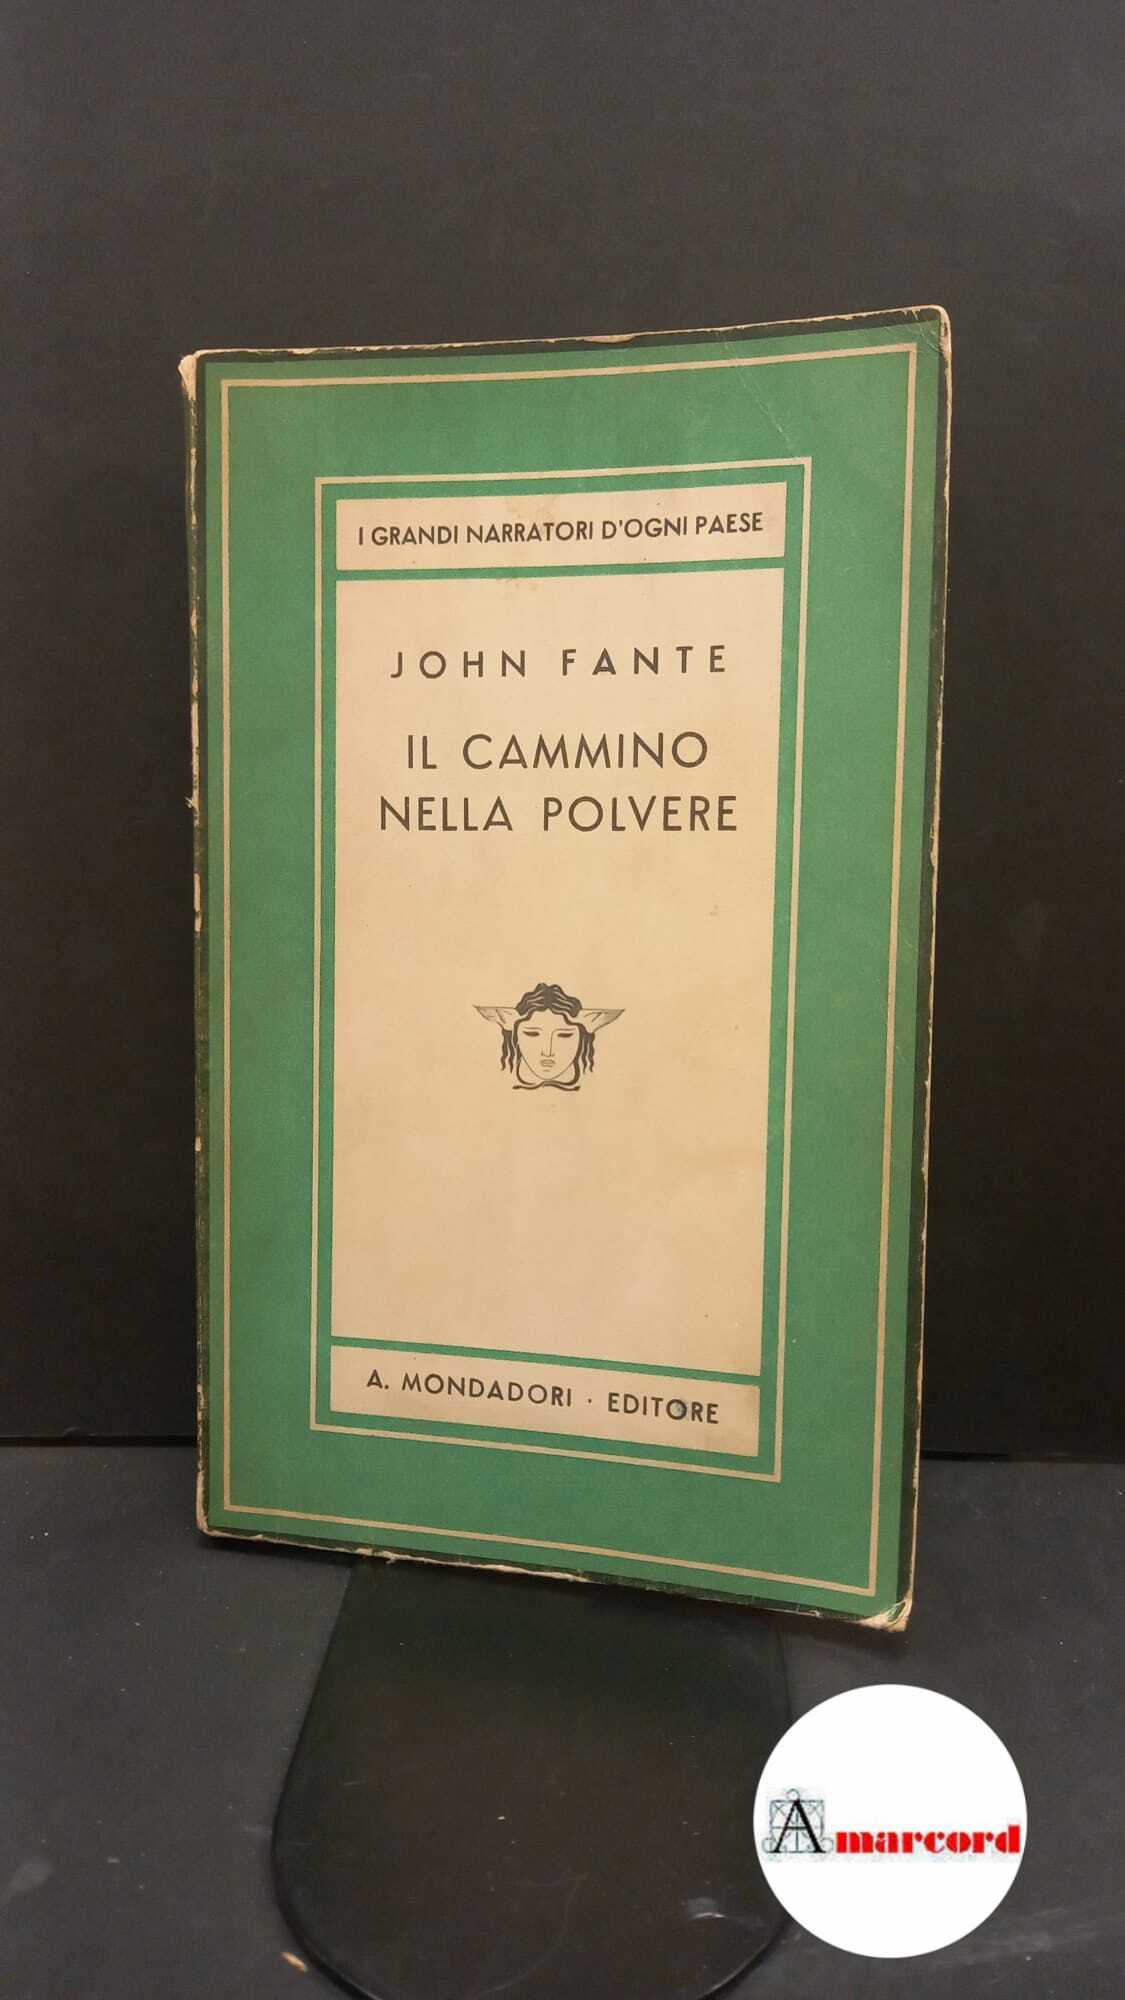 I GRANDI NARRATORI D'OGNI PAESE
JOHN FANTE
IL CAMMINO
NELLA POLVERE
A. MONDADORI · EDITORE
Amarcord